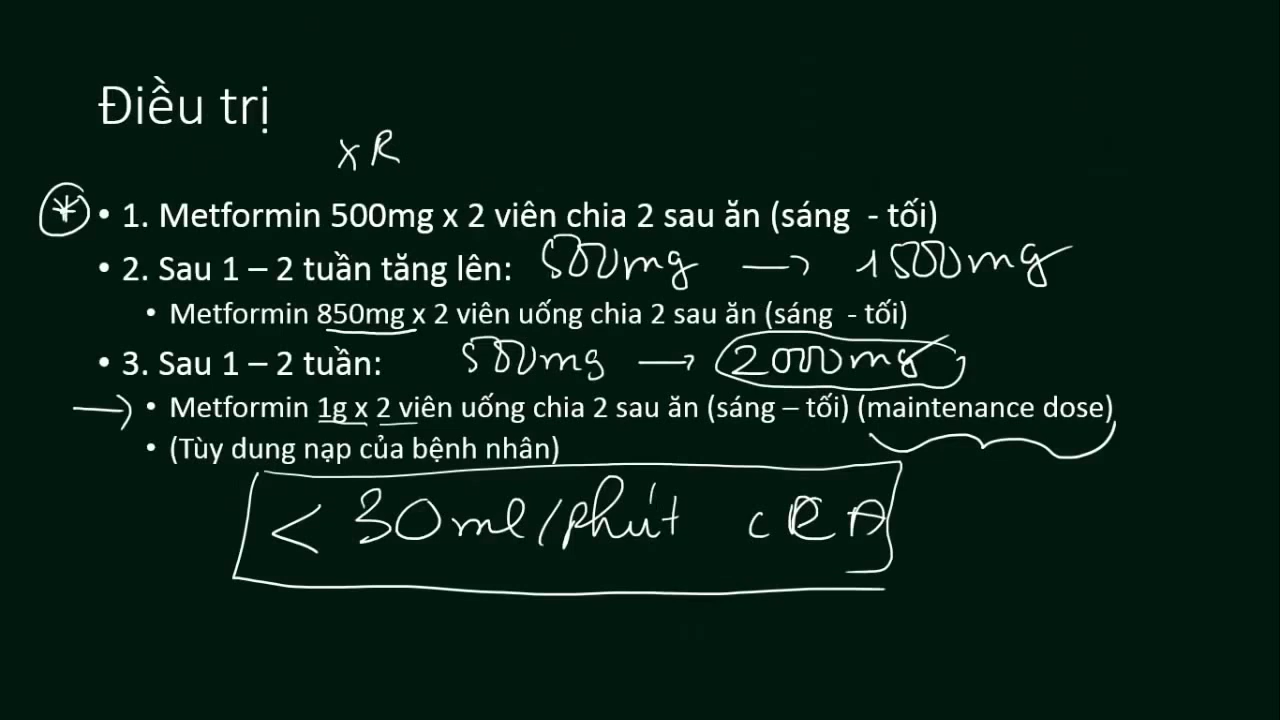 Điều trị
XR
* • 1. Metformin 500mg x 2 viên chia 2 sau ăn (sáng - tối)
• 2. Sau 1 – 2 tuần tăng lên: 500mg → 1500mg
• Metformin 850mg x 2 viên uống chia 2 sau ăn (sáng - tối)
• 3. Sau 1 – 2 tuần: 500mg → 2000mg
→ • Metformin 1g x 2 viên uống chia 2 sau ăn (sáng – tối) (maintenance dose)
• (Tùy dung nạp của bệnh nhân)
< 30ml/phút